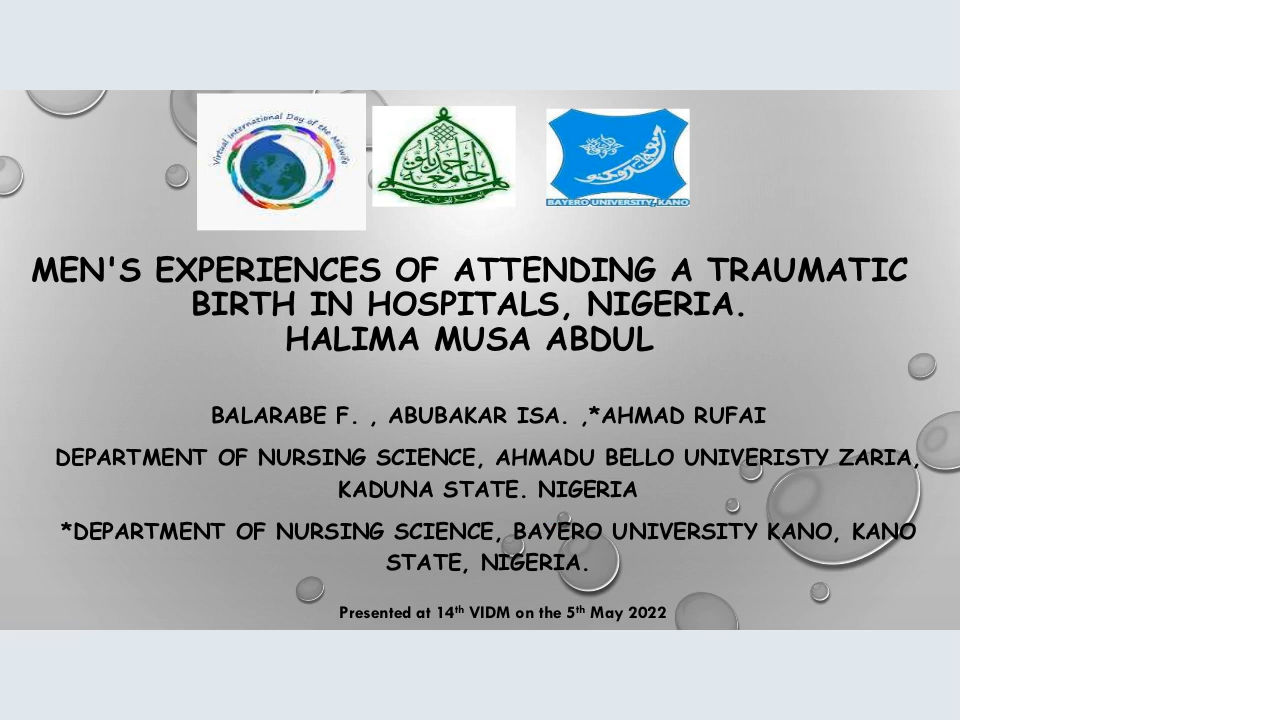 Virtual International Day of the Midwife
BAYERO UNIVERSITY, KANO
MEN'S EXPERIENCES OF ATTENDING A TRAUMATIC
BIRTH IN HOSPITALS, NIGERIA.
HALIMA MUSA ABDUL
BALARABE F. , ABUBAKAR ISA. ,*AHMAD RUFAI
DEPARTMENT OF NURSING SCIENCE, AHMADU BELLO UNIVERISTY ZARIA,
KADUNA STATE. NIGERIA
*DEPARTMENT OF NURSING SCIENCE, BAYERO UNIVERSITY KANO, KANO
STATE, NIGERIA.
Presented at 14th VIDM on the 5th May 2022